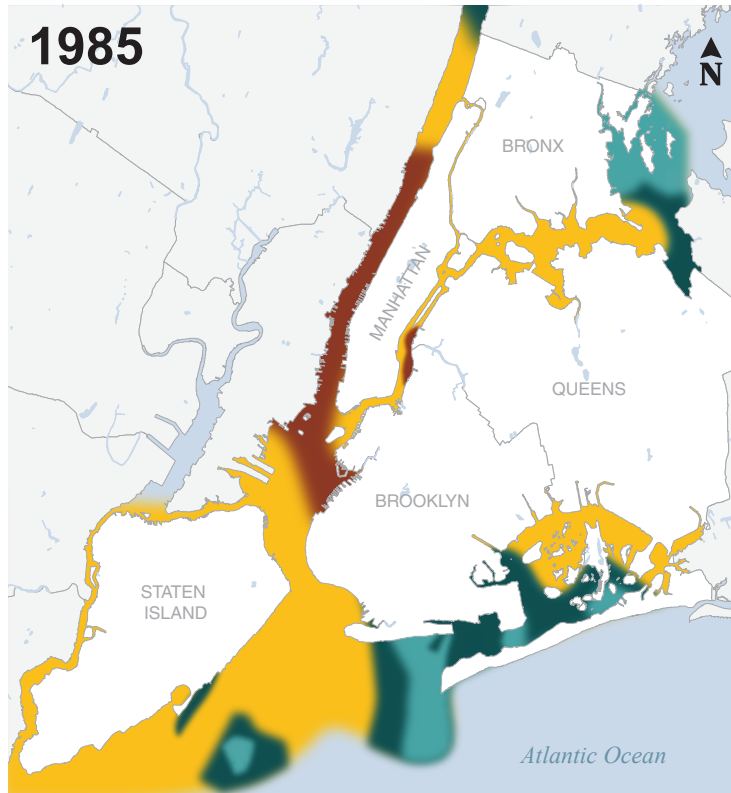 1985
N
BRONX
MANHATTAN
QUEENS
BROOKLYN
STATEN
ISLAND
Atlantic Ocean